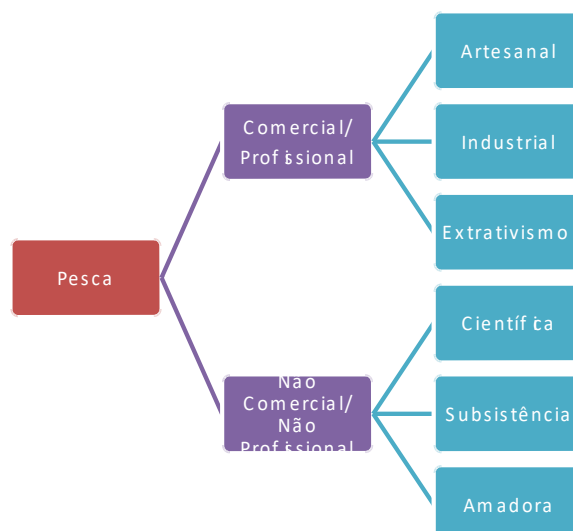 Pesca
Comercial/
Profissional
Não
Comercial/
Não
Profissional
Artesanal
Industrial
Extrativismo
Científica
Subsistência
Amadora